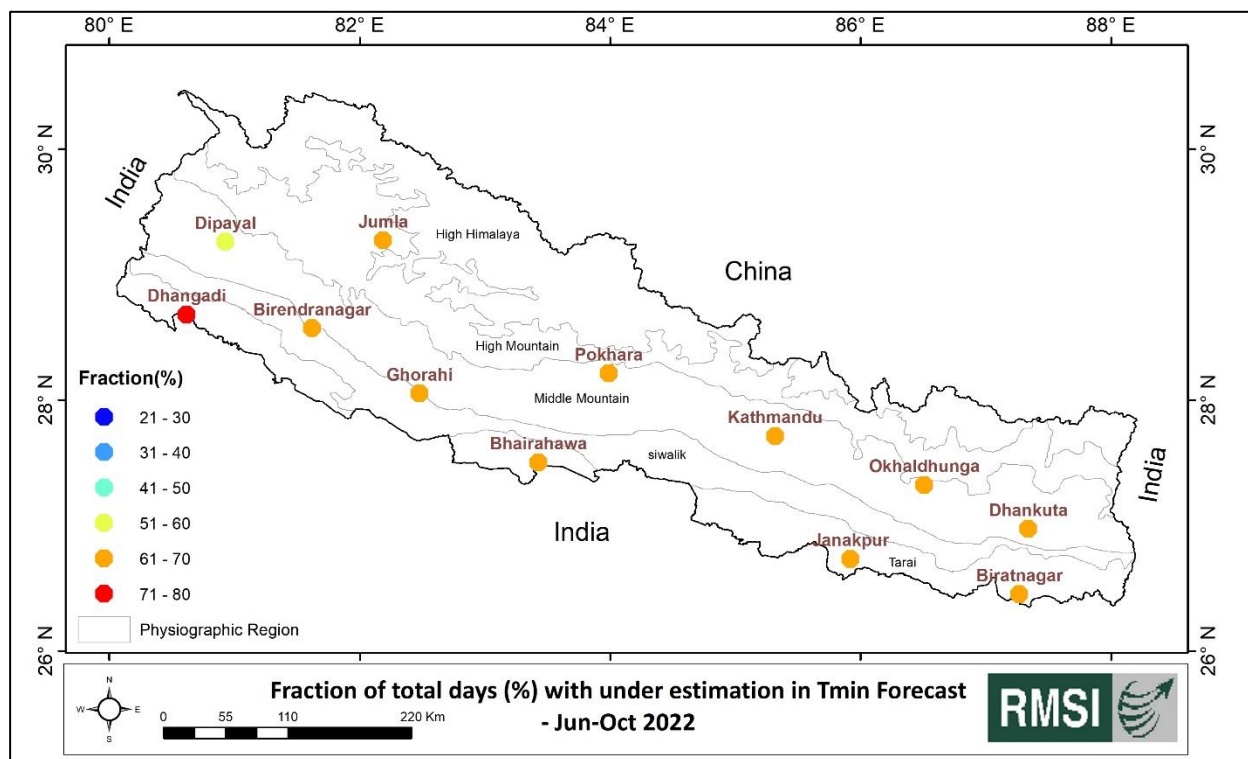 80° E
82° E
84° E
86° E
88° E
30° N
30° N
India
Dipayal
Jumla
High Himalaya
China
Dhangadi
Birendranagar
High Mountain
Pokhara
Fraction(%)
Ghorahi
28° N
28° N
Middle Mountain
Kathmandu
21 - 30
Bhairahawa
siwalik
Okhaldhunga
India
31 - 40
41 - 50
India
Dhankuta
51 - 60
Janakpur
61 - 70
Tarai
Biratnagar
71 - 80
Physiographic Region
26° N
26° N
N
W
E
S
0
55
110
220 Km
Fraction of total days (%) with under estimation in Tmin Forecast
- Jun-Oct 2022
RMSI